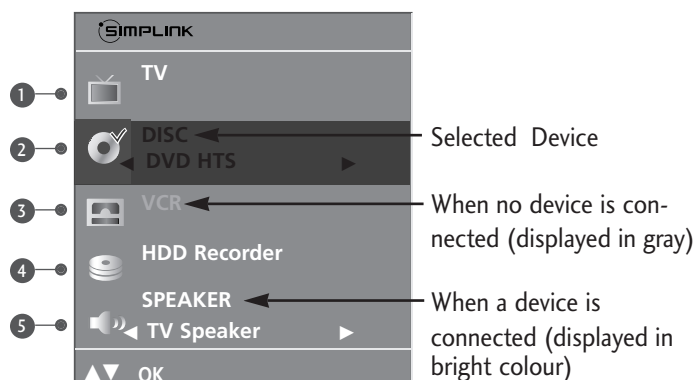 SIMPLINK
1
TV
2
DISC
DVD HTS
Selected Device
3
VCR
When no device is con-
nected (displayed in gray)
4
HDD Recorder
5
SPEAKER
TV Speaker
When a device is
connected (displayed in
bright colour)
OK